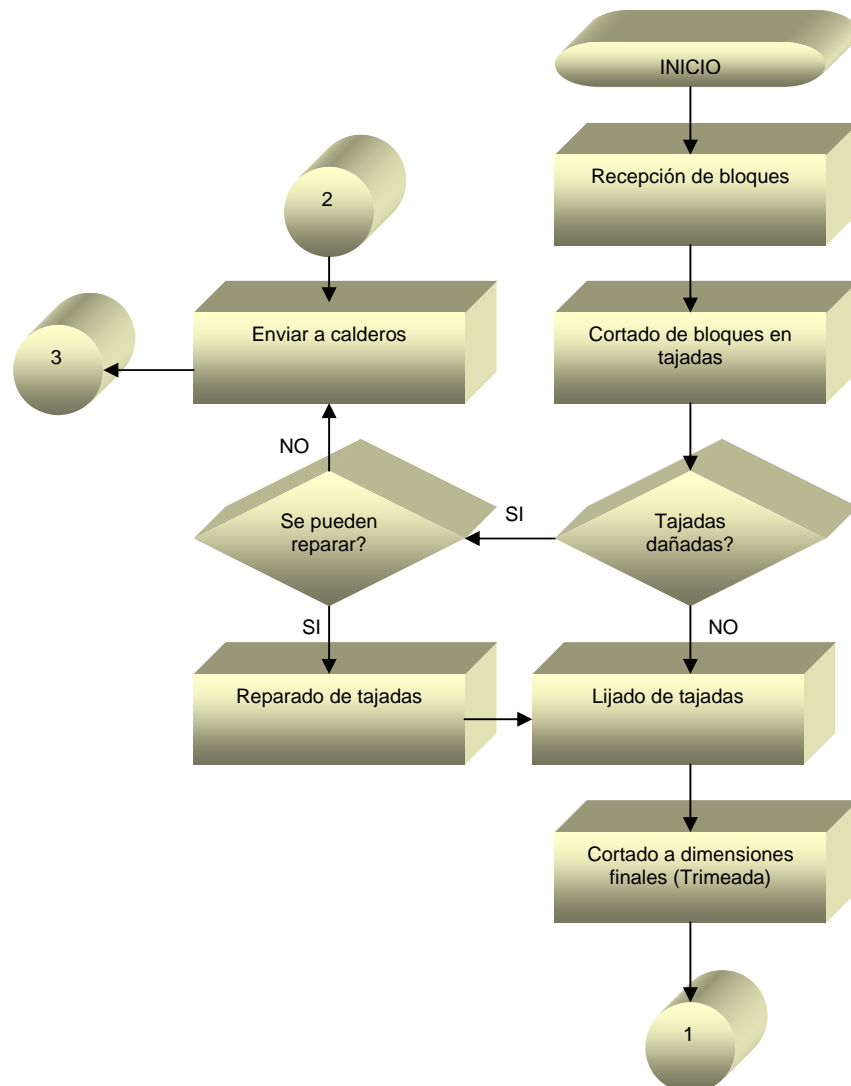 INICIO
Recepción de bloques
2
Enviar a calderos
Cortado de bloques en
tajadas
3
NO
Se pueden
reparar?
SI
Tajadas
dañadas?
SI
NO
Reparado de tajadas
Lijado de tajadas
Cortado a dimensiones
finales (Trimeada)
1